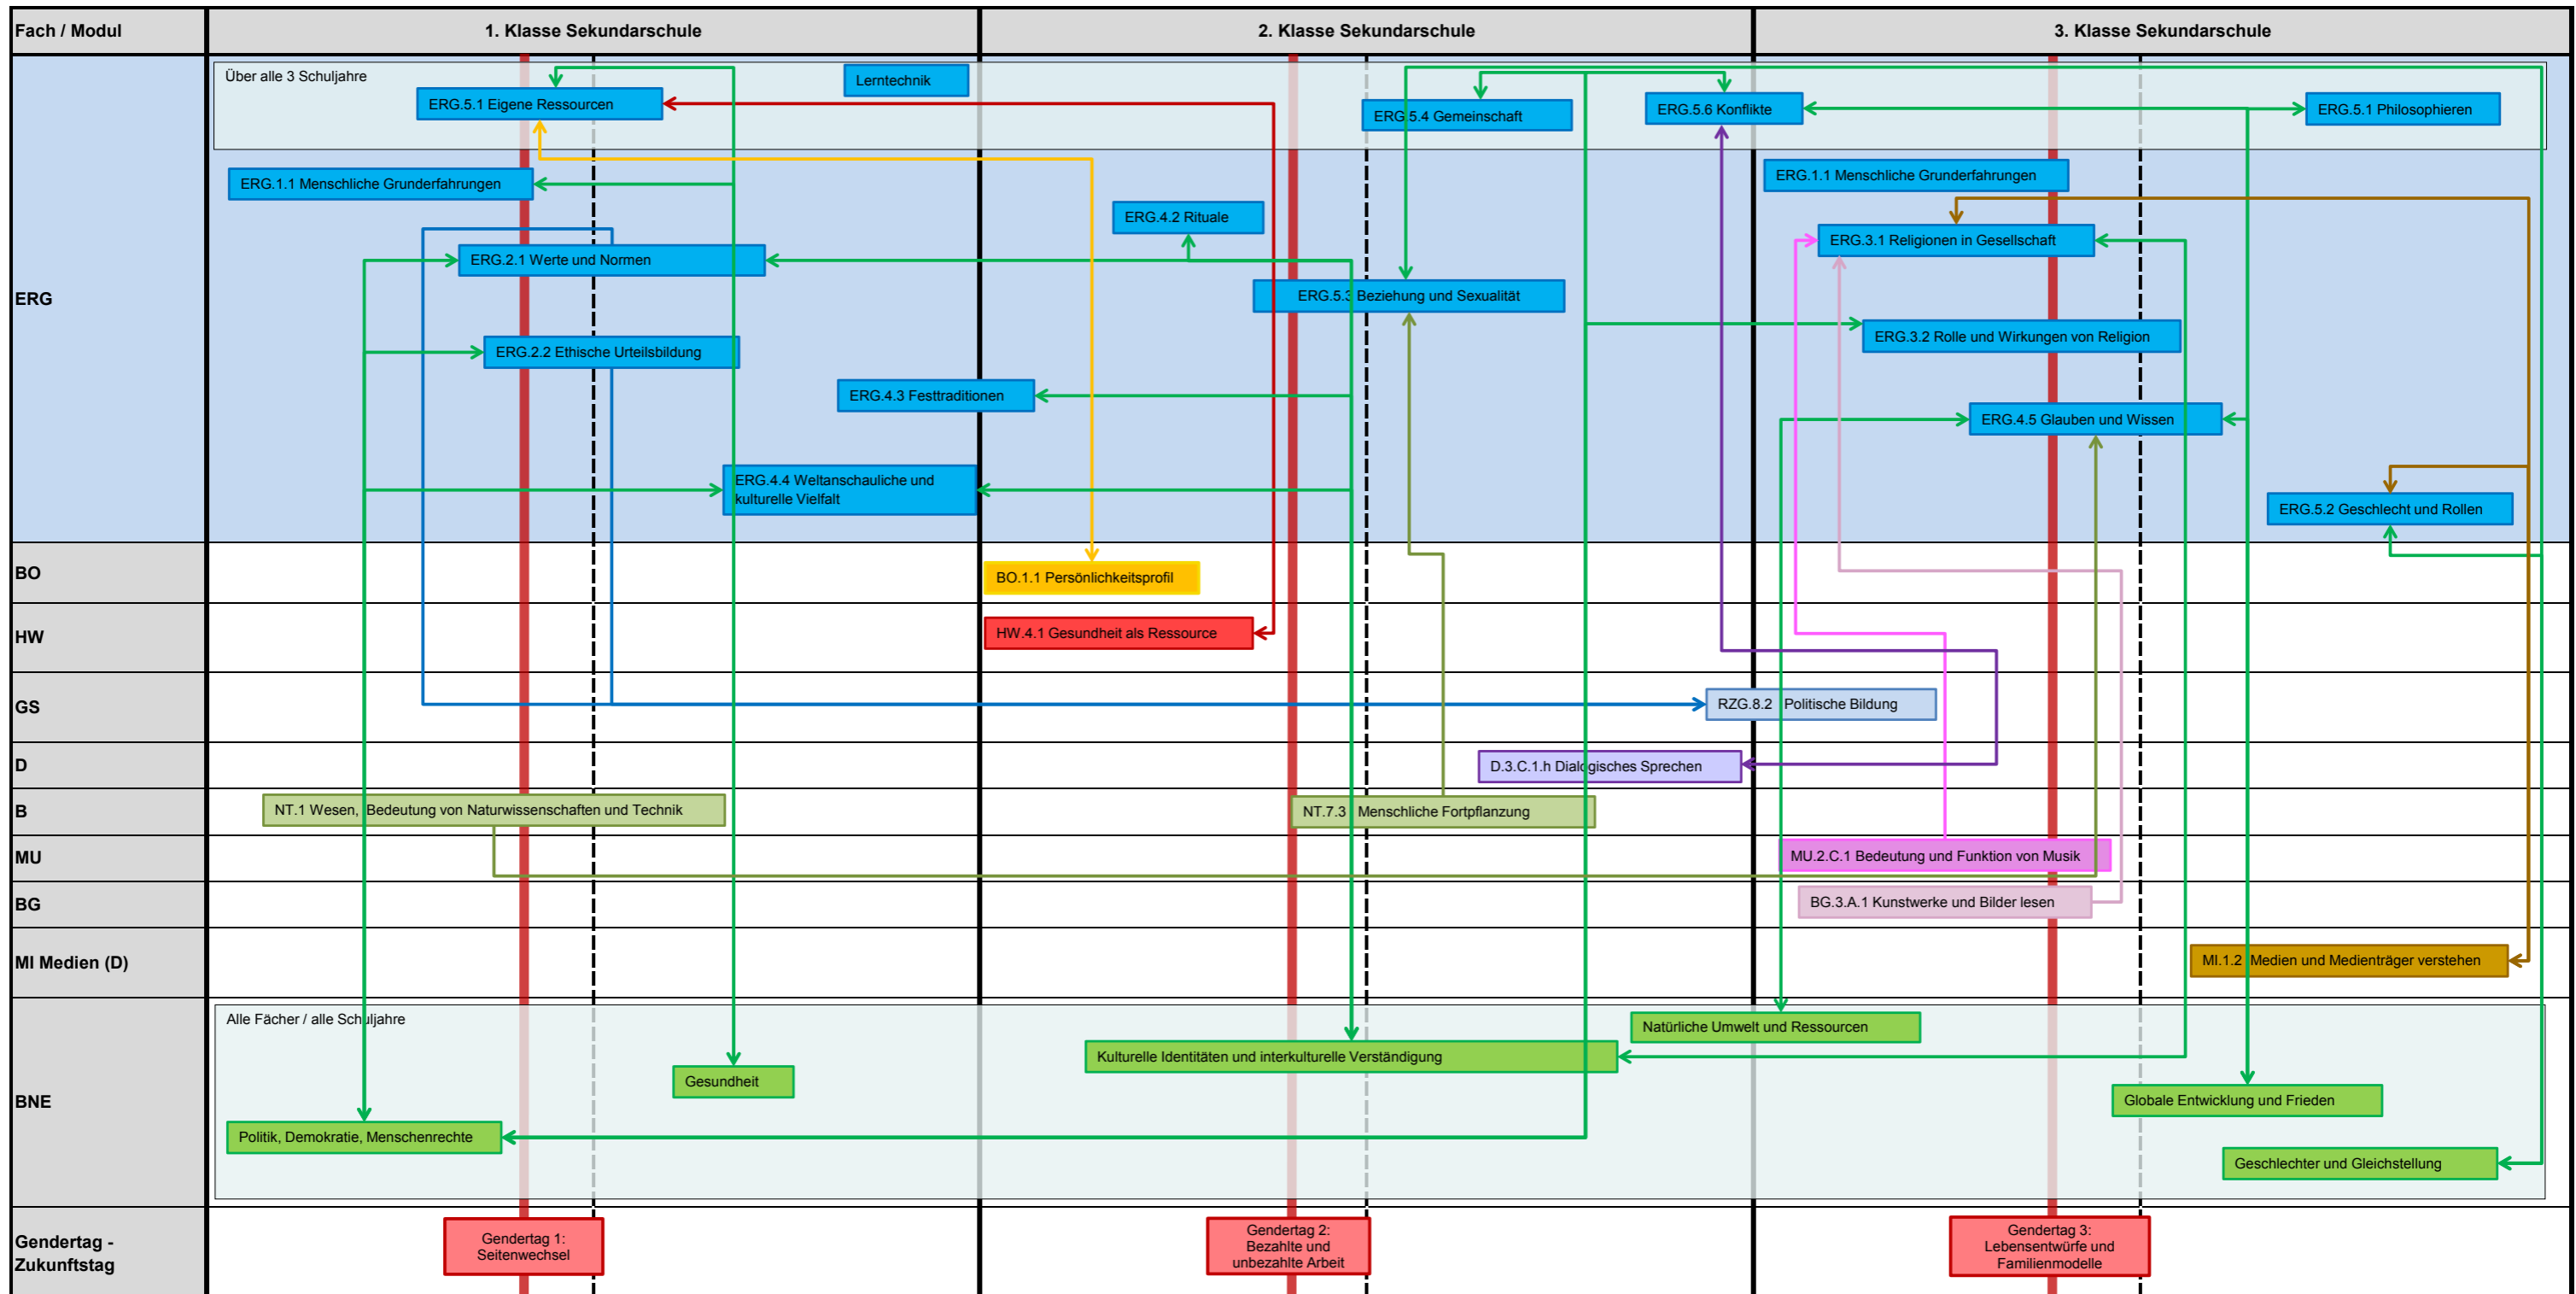 Fach / Modul
1. Klasse Sekundarschule
2. Klasse Sekundarschule
3. Klasse Sekundarschule
ERG
Über alle 3 Schuljahre
Lerntechnik
ERG.5.1 Eigene Ressourcen
ERG.5.4 Gemeinschaft
ERG.5.6 Konflikte
ERG.5.1 Philosophieren
ERG.1.1 Menschliche Grunderfahrungen
ERG.1.1 Menschliche Grunderfahrungen
ERG.4.2 Rituale
ERG.3.1 Religionen in Gesellschaft
ERG.2.1 Werte und Normen
ERG.5.3 Beziehung und Sexualität
ERG.3.2 Rolle und Wirkungen von Religion
ERG.2.2 Ethische Urteilsbildung
ERG.4.3 Festtraditionen
ERG.4.5 Glauben und Wissen
ERG.4.4 Weltanschauliche und
kulturelle Vielfalt
ERG.5.2 Geschlecht und Rollen
BO
BO.1.1 Persönlichkeitsprofil
HW
HW.4.1 Gesundheit als Ressource
GS
RZG.8.2 Politische Bildung
D
D.3.C.1.h Dialogisches Sprechen
B
NT.1 Wesen, Bedeutung von Naturwissenschaften und Technik
NT.7.3 Menschliche Fortpflanzung
MU
MU.2.C.1 Bedeutung und Funktion von Musik
BG
BG.3.A.1 Kunstwerke und Bilder lesen
MI Medien (D)
MI.1.2 Medien und Medienträger verstehen
BNE
Alle Fächer / alle Schuljahre
Natürliche Umwelt und Ressourcen
Kulturelle Identitäten und interkulturelle Verständigung
Gesundheit
Globale Entwicklung und Frieden
Politik, Demokratie, Menschenrechte
Geschlechter und Gleichstellung
Gendertag -
Zukunftstag
Gendertag 1:
Seitenwechsel
Gendertag 2:
Bezahlte und
unbezahlte Arbeit
Gendertag 3:
Lebensentwürfe und
Familienmodelle